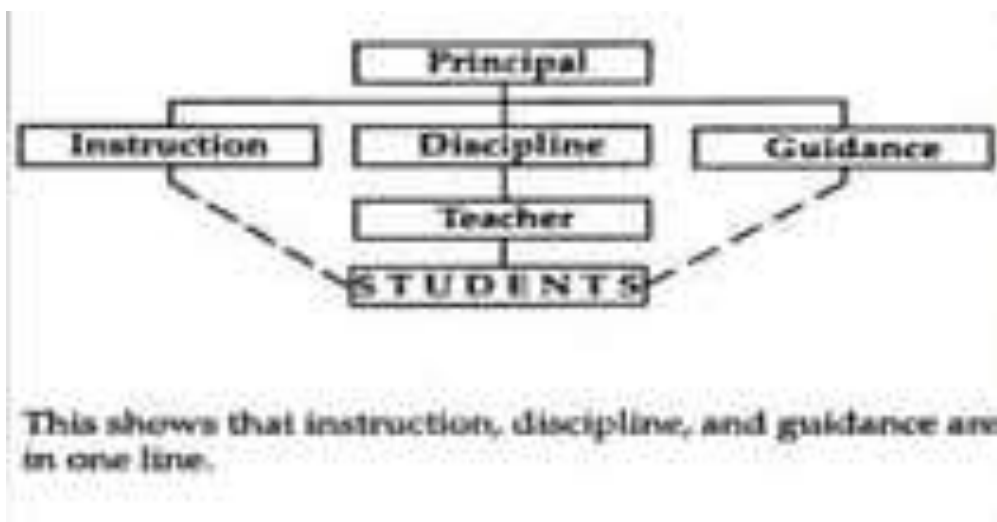 Principal
Instruction Discipline Guidance
Teacher
STUDENTS
This shows that instruction, discipline, and guidance are
in one line.